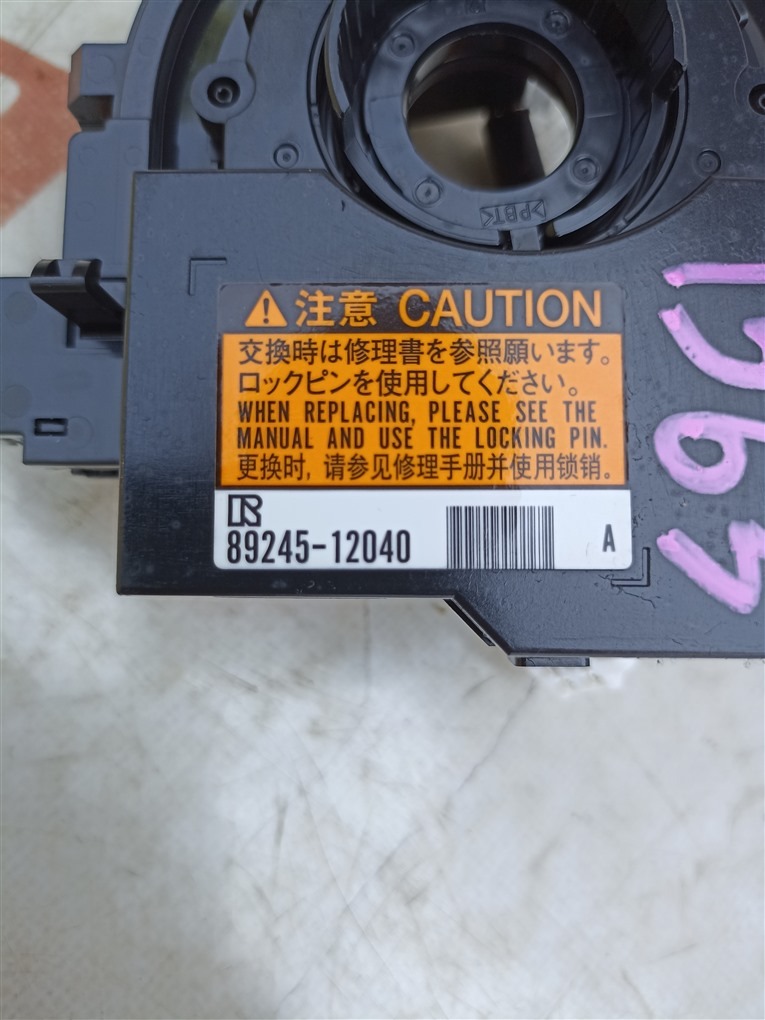 >PBT<
注意 CAUTION
交換時は修理書を参照願います。
ロックピンを使用してください。
WHEN REPLACING, PLEASE SEE THE
MANUAL AND USE THE LOCKING PIN.
更换时, 请参见修理手册并使用锁销。
89245-12040 A